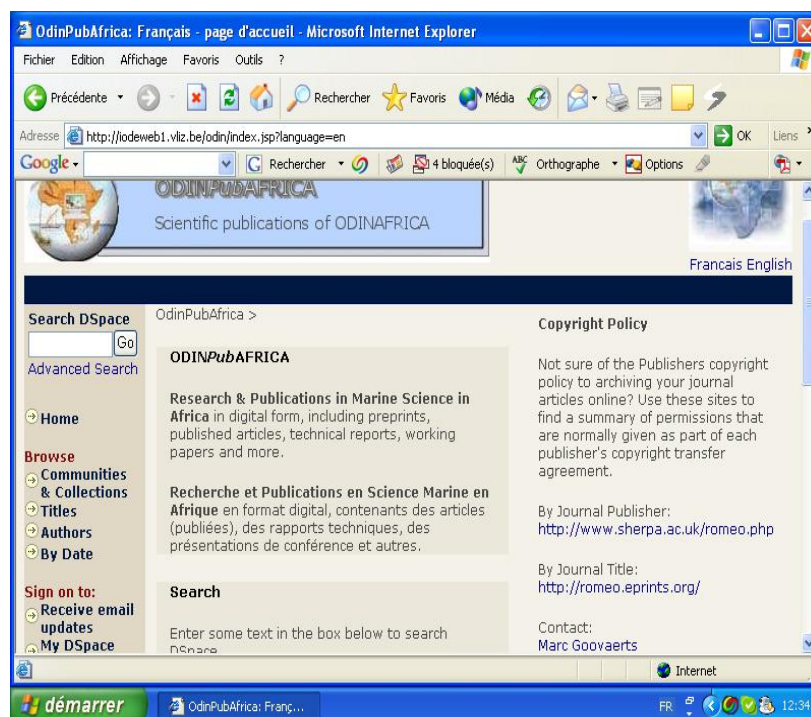 OdinPubAfrica: Français - page d'accueil - Microsoft Internet Explorer
Fichier Edition Affichage Favoris Outils ?
Précédente Rechercher Favoris Média
Adresse http://iodeweb1.vliz.be/odin/index.jsp?language=en OK Liens »
Google Rechercher 4 bloquée(s) ABC Orthographe Options
ODINPUBAFRICA
Scientific publications of ODINAFRICA
Francais English
Search DSpace
Go
Advanced Search
Home
Browse
Communities
& Collections
Titles
Authors
By Date
Sign on to:
Receive email
updates
My DSpace
OdinPubAfrica >
ODINPubAFRICA
Research & Publications in Marine Science in
Africa in digital form, including preprints,
published articles, technical reports, working
papers and more.
Recherche et Publications en Science Marine en
Afrique en format digital, contenants des articles
(publiées), des rapports techniques, des
présentations de conférence et autres.
Search
Enter some text in the box below to search
DSpace
Copyright Policy
Not sure of the Publishers copyright
policy to archiving your journal
articles online? Use these sites to
find a summary of permissions that
are normally given as part of each
publisher's copyright transfer
agreement.
By Journal Publisher:
http://www.sherpa.ac.uk/romeo.php
By Journal Title:
http://romeo.eprints.org/
Contact:
Marc Goovaerts
Internet
démarrer OdinPubAfrica: Franç... FR 12:34